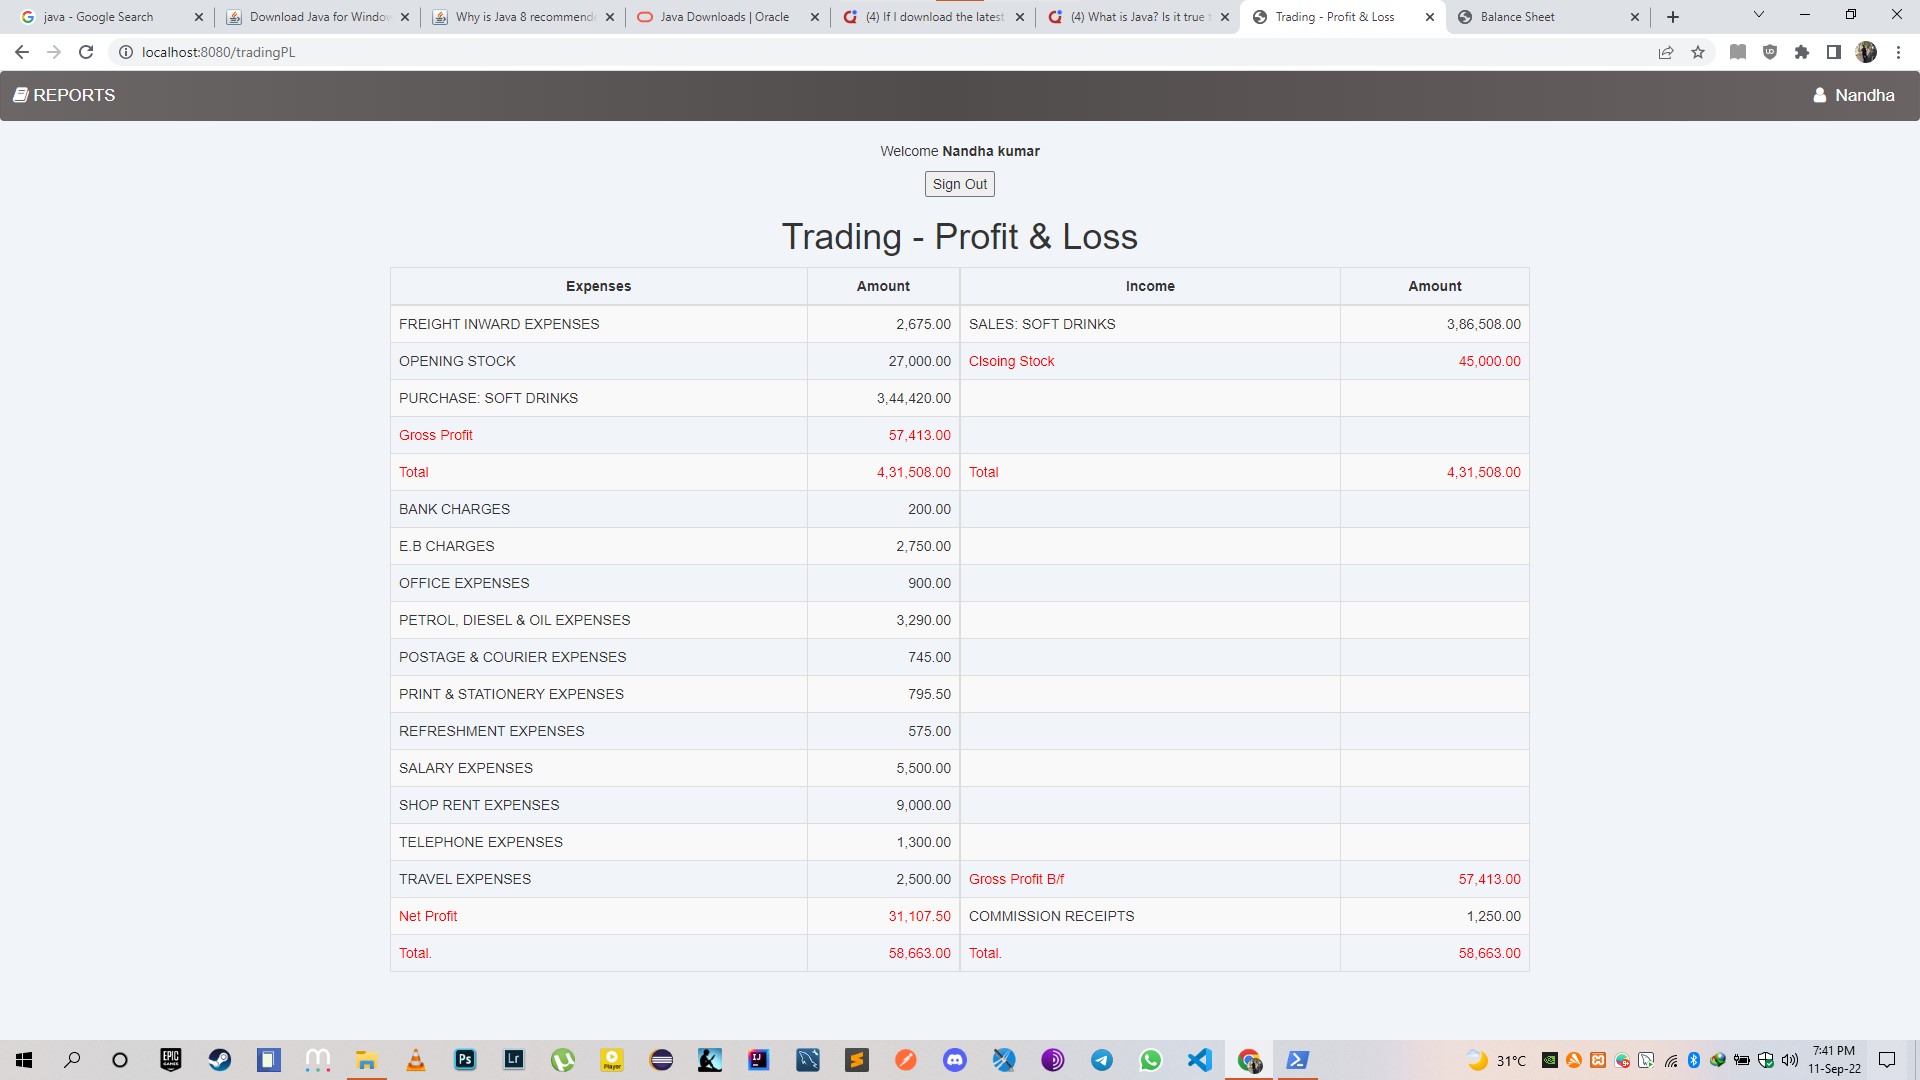 java - Google Search
Download Java for Window
Why is Java 8 recommende
Java Downloads | Oracle
(4) If I download the latest
(4) What is Java? Is it true t
Trading - Profit & Loss
Balance Sheet
localhost:8080/tradingPL
REPORTS
Nandha
Welcome Nandha kumar
Sign Out
Trading - Profit & Loss
Expenses Amount Income Amount
FREIGHT INWARD EXPENSES 2,675.00 SALES: SOFT DRINKS 3,86,508.00
OPENING STOCK 27,000.00 Clsoing Stock 45,000.00
PURCHASE: SOFT DRINKS 3,44,420.00
Gross Profit 57,413.00
Total 4,31,508.00 Total 4,31,508.00
BANK CHARGES 200.00
E.B CHARGES 2,750.00
OFFICE EXPENSES 900.00
PETROL, DIESEL & OIL EXPENSES 3,290.00
POSTAGE & COURIER EXPENSES 745.00
PRINT & STATIONERY EXPENSES 795.50
REFRESHMENT EXPENSES 575.00
SALARY EXPENSES 5,500.00
SHOP RENT EXPENSES 9,000.00
TELEPHONE EXPENSES 1,300.00
TRAVEL EXPENSES 2,500.00 Gross Profit B/f 57,413.00
Net Profit 31,107.50 COMMISSION RECEIPTS 1,250.00
Total. 58,663.00 Total. 58,663.00
EPIC GAMES
Ps
Lr
Player
IJ
31°C
7:41 PM
11-Sep-22